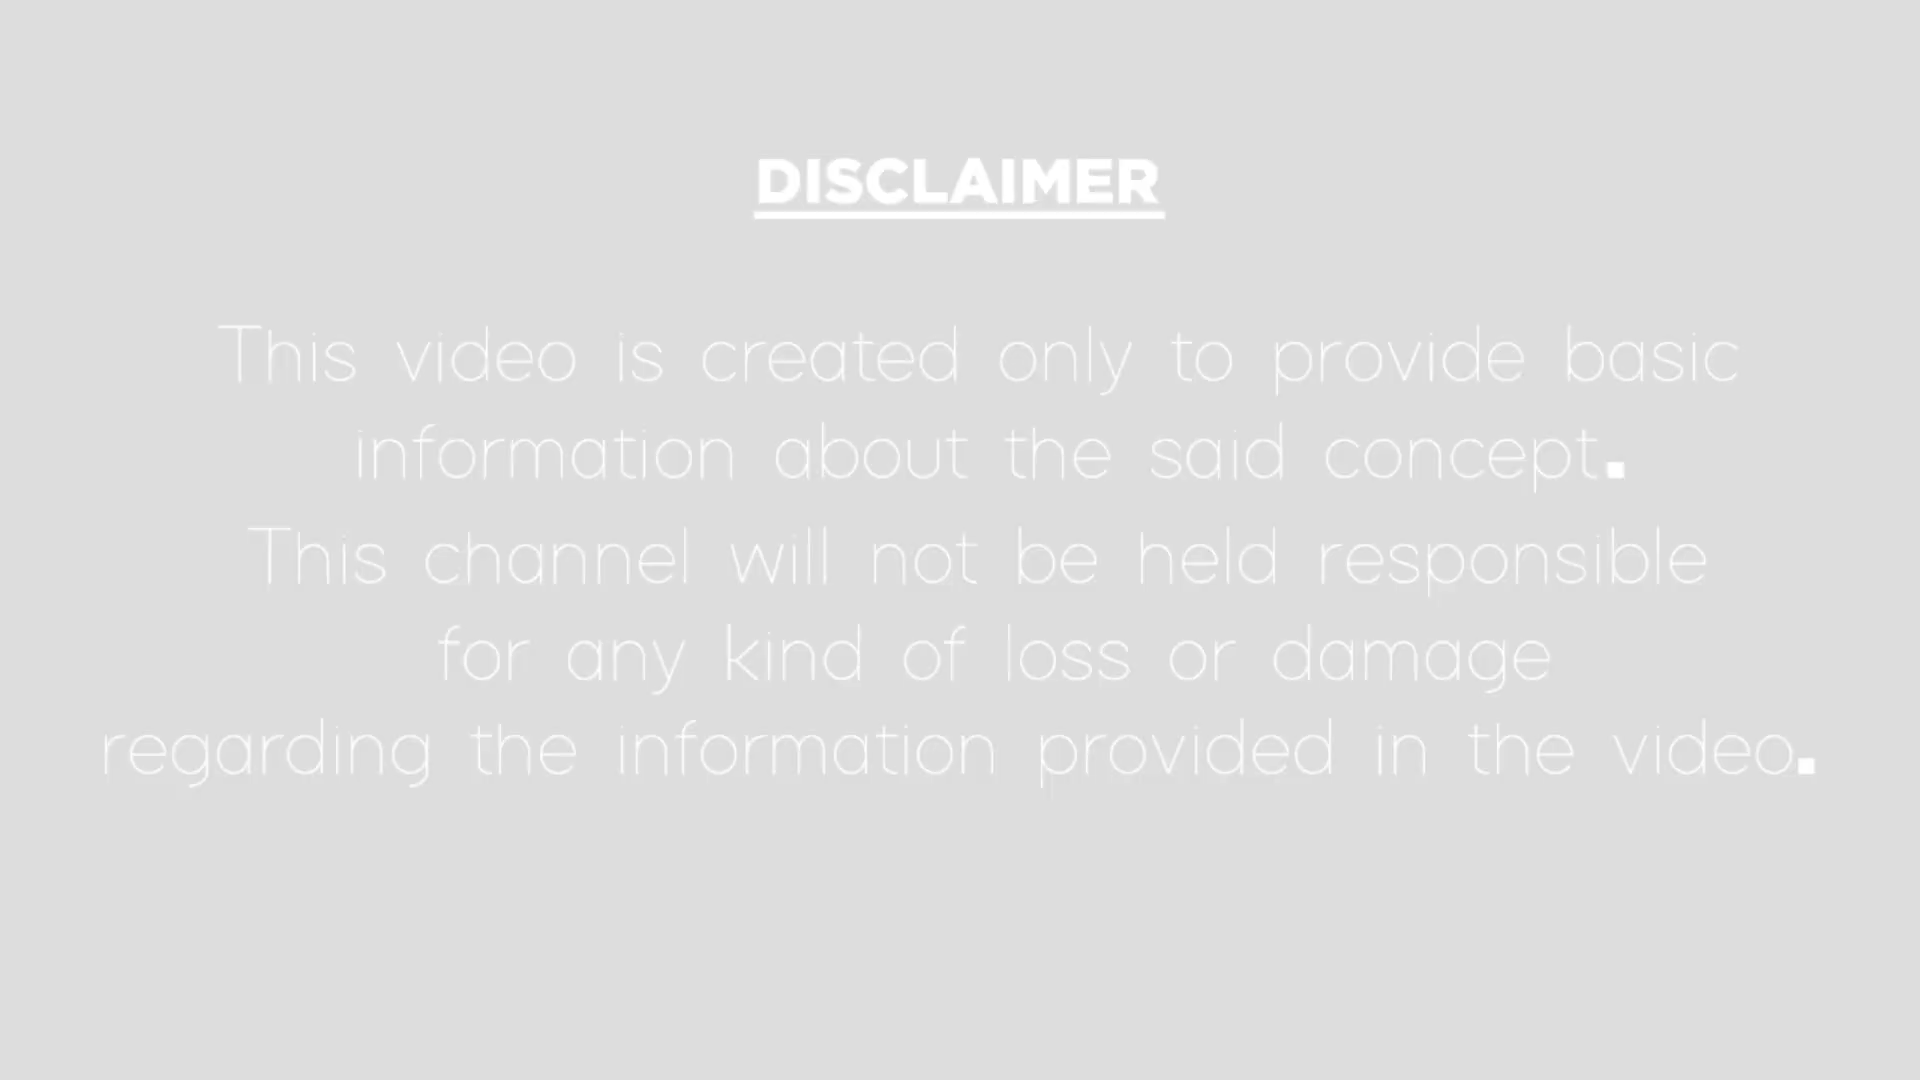 DISCLAIMER
This video is created only to provide basic
information about the said concept.
This channel will not be held responsible
for any kind of loss or damage
regarding the information provided in the video.